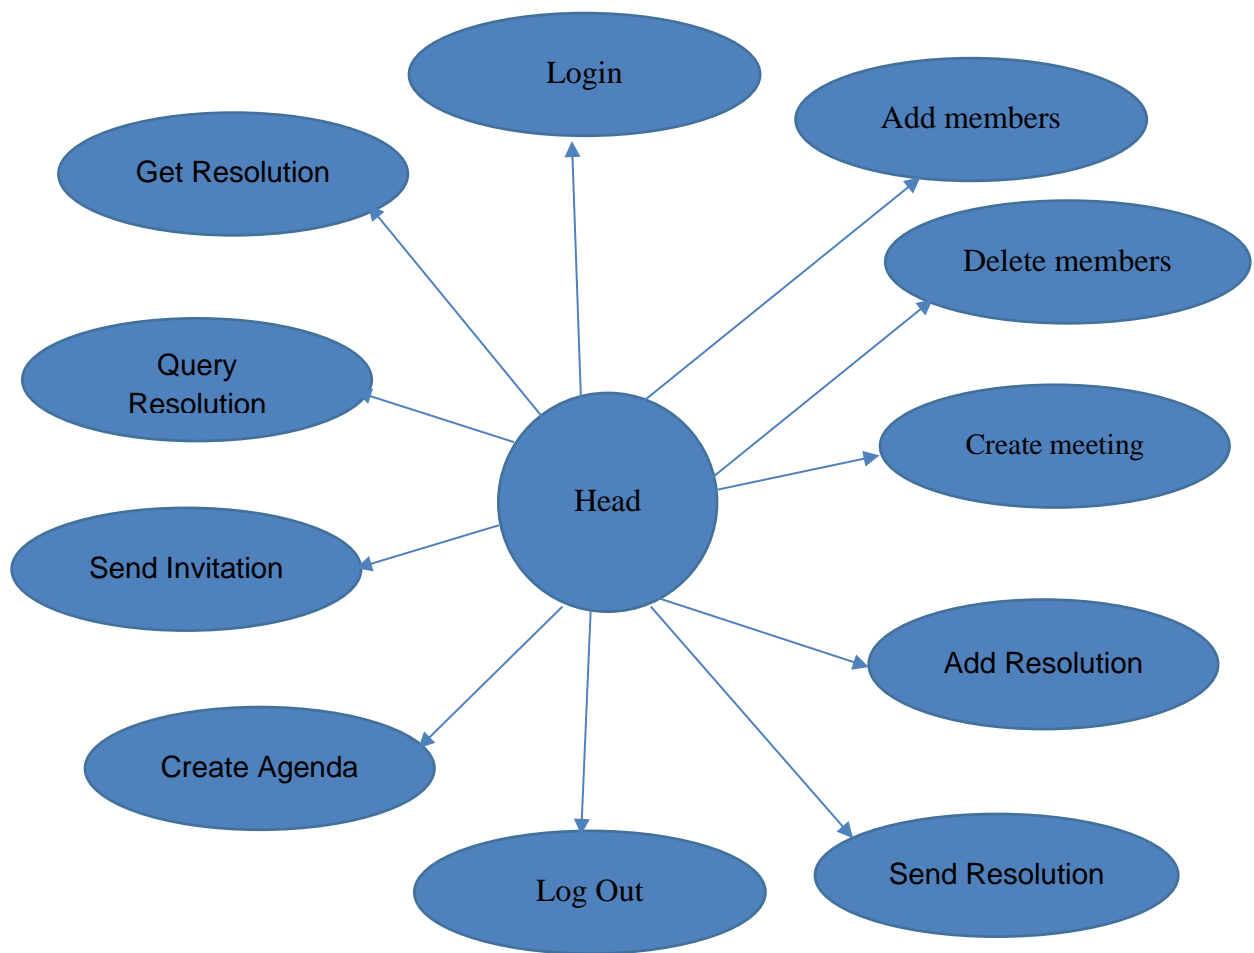 Login
Add members
Get Resolution
Delete members
Query
Resolution
Create meeting
Head
Send Invitation
Add Resolution
Create Agenda
Send Resolution
Log Out